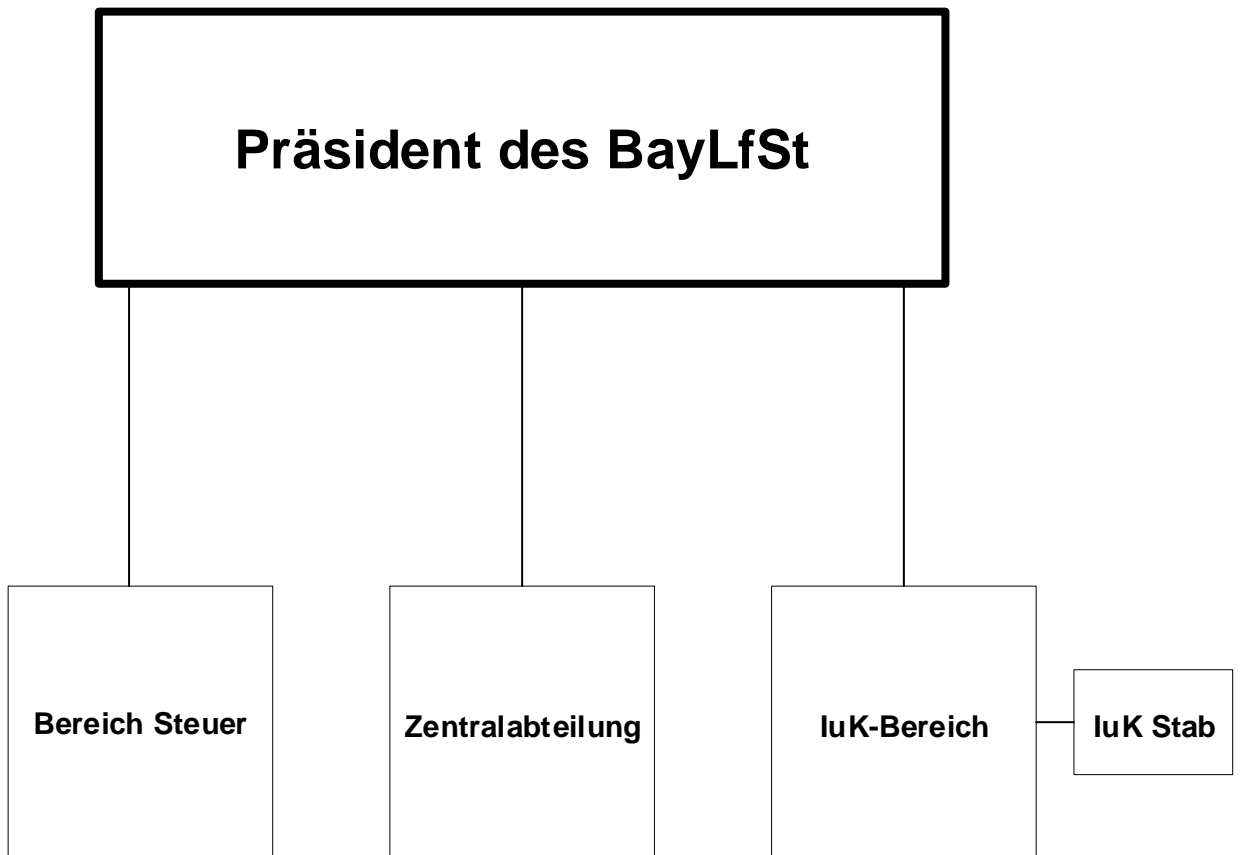 Präsident des BayLfSt
Bereich Steuer
Zentralabteilung
IuK-Bereich
IuK Stab